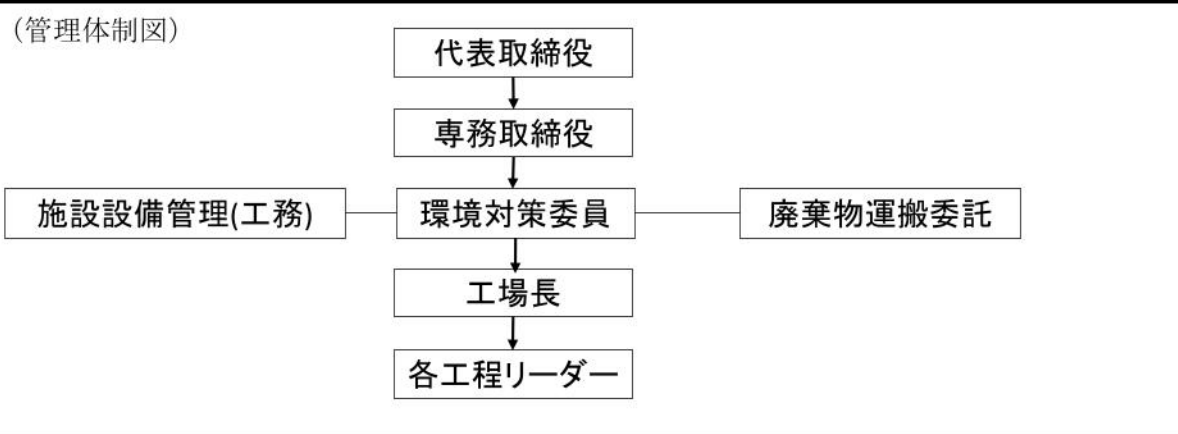 （管理体制図）
代表取締役
専務取締役
施設設備管理(工務)
環境対策委員
廃棄物運搬委託
工場長
各工程リーダー